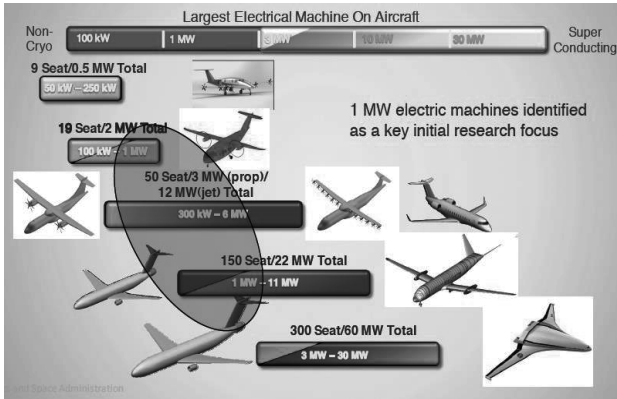 Largest Electrical Machine On Aircraft
Non-
Cryo
100 kW
1 MW
3 MW
10 MW
30 MW
Super
Conducting
9 Seat/0.5 MW Total
50 kW – 250 kW
1 MW electric machines identified
as a key initial research focus
19 Seat/2 MW Total
100 kW – 1 MW
50 Seat/3 MW (prop)/
12 MW(jet) Total
300 kW – 6 MW
150 Seat/22 MW Total
1 MW – 11 MW
300 Seat/60 MW Total
3 MW – 30 MW
and Space Administration